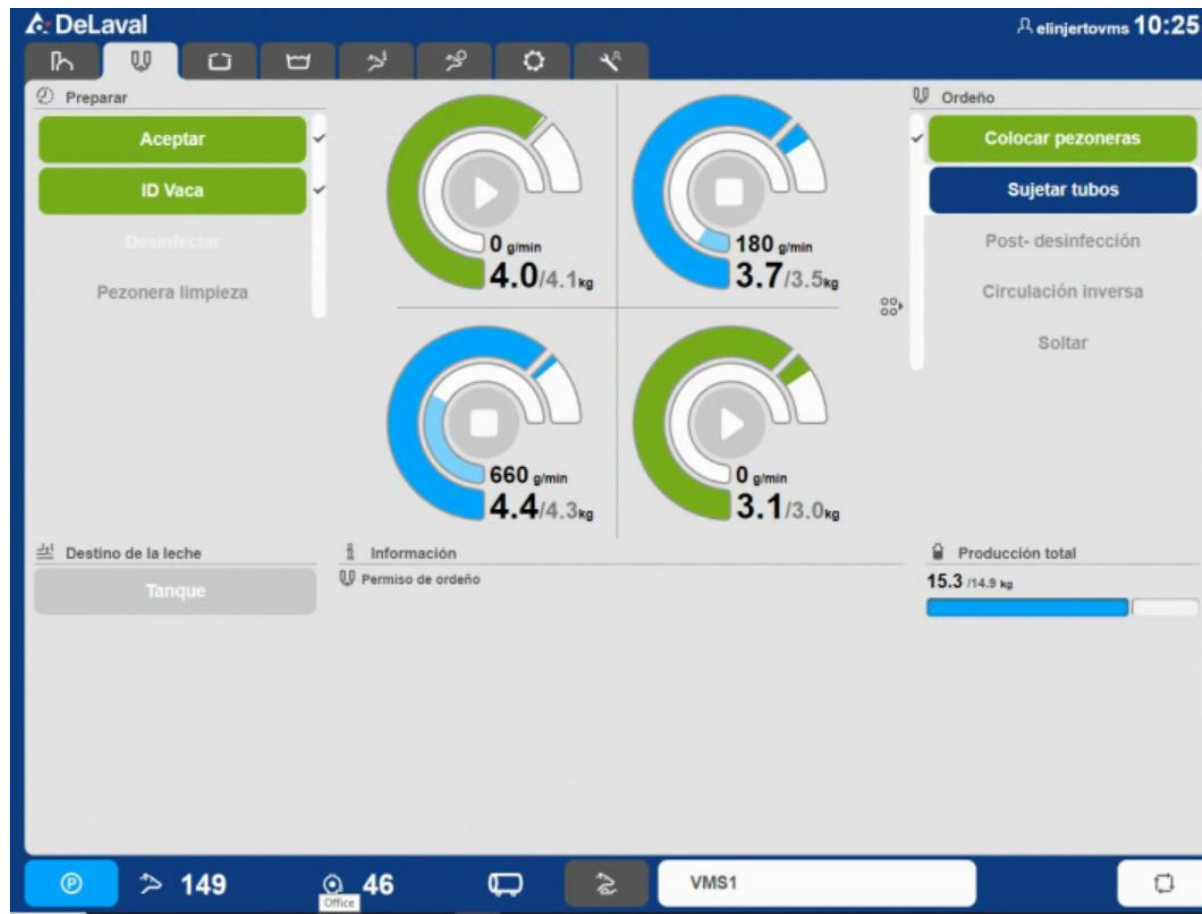 DeLaval
elinjertovms 10:25
Preparar
Aceptar
ID Vaca
Desinfectar
Pezonera limpieza
0 g/min
4.0/4.1kg
180 g/min
3.7/3.5kg
660 g/min
4.4/4.3kg
0 g/min
3.1/3.0kg
Ordeño
Colocar pezoneras
Sujetar tubos
Post- desinfección
Circulación inversa
Soltar
Destino de la leche
Tanque
Información
Permiso de ordeño
Producción total
15.3 /14.9 kg
P
149
46
Office
VMS1